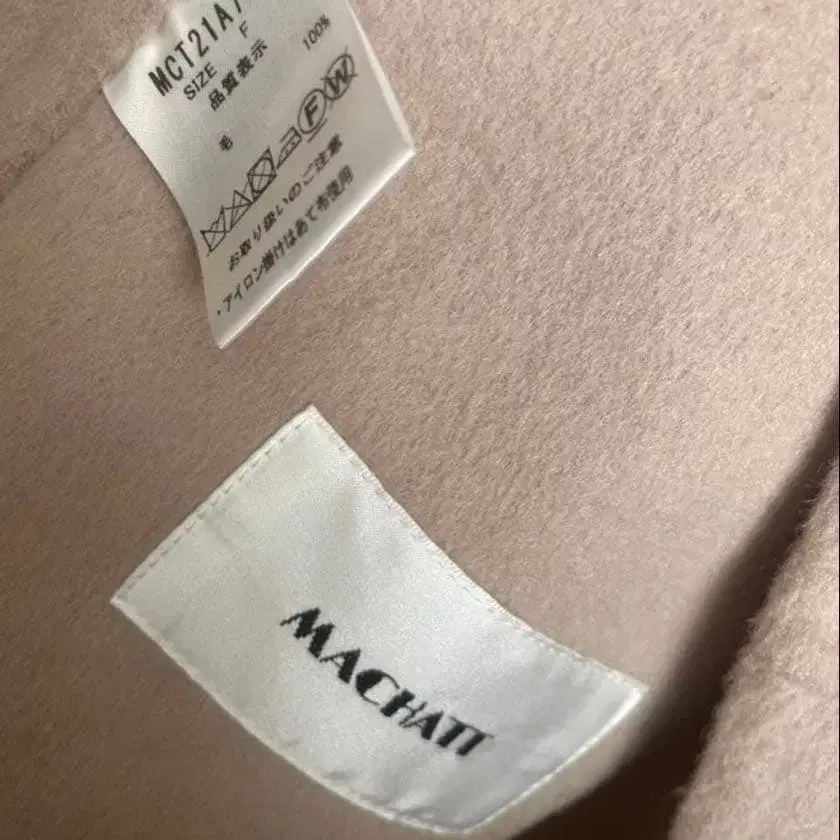 MCT21A
SIZE F
品質表示
毛 100%
F W
お取り扱いのご注意
・アイロン掛けはあて布使用
MACHATT